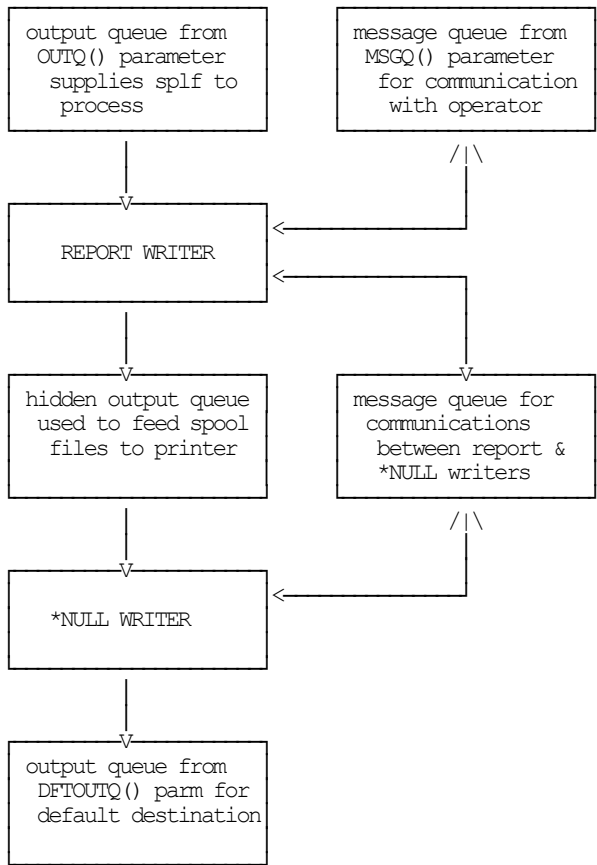 output queue from
OUTQ() parameter
supplies splf to
process
message queue from
MSGQ() parameter
for communication
with operator
REPORT WRITER
hidden output queue
used to feed spool
files to printer
message queue for
communications
between report &
*NULL writers
*NULL WRITER
output queue from
DFTOUTQ() parm for
default destination